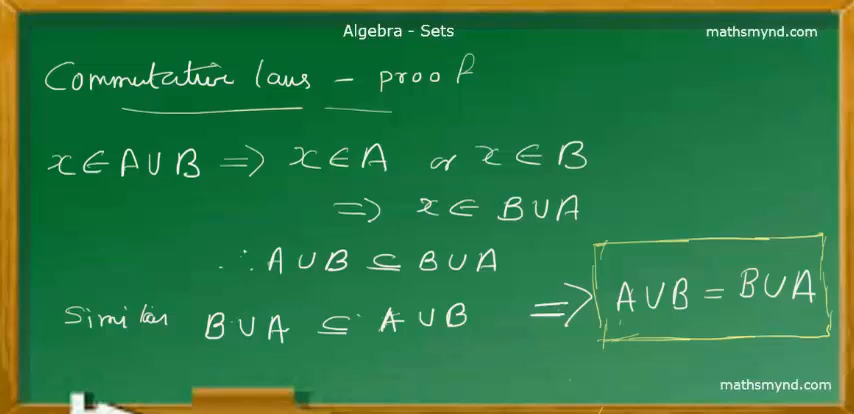 Algebra - Sets
mathsmynd.com
Commutative laws - proof
x ∈ A ∪ B ⇒ x ∈ A or x ∈ B
⇒ x ∈ B ∪ A
∴ A ∪ B ⊆ B ∪ A
Similar B ∪ A ⊆ A ∪ B ⇒ A ∪ B = B ∪ A
mathsmynd.com